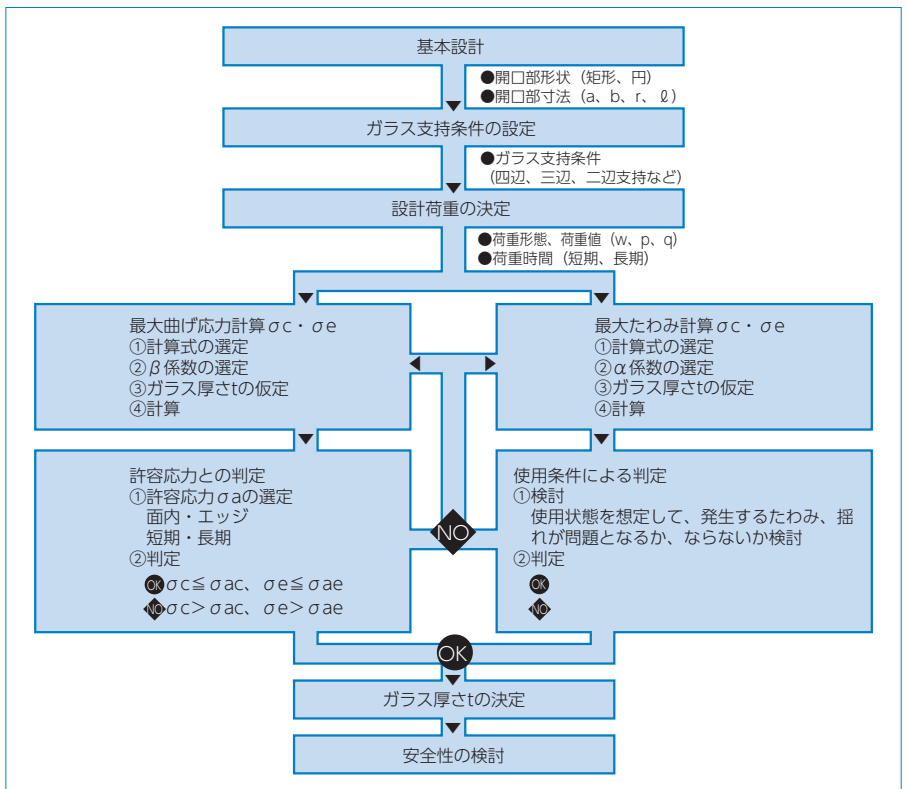 基本設計
●開口部形状（矩形、円）
●開口部寸法（a、b、r、ℓ）
ガラス支持条件の設定
●ガラス支持条件
（四辺、三辺、二辺支持など）
設計荷重の決定
●荷重形態、荷重値（w、p、q）
●荷重時間（短期、長期）
最大曲げ応力計算σc・σe
①計算式の選定
②β係数の選定
③ガラス厚さtの仮定
④計算
最大たわみ計算σc・σe
①計算式の選定
②α係数の選定
③ガラス厚さtの仮定
④計算
許容応力との判定
①許容応力σaの選定
面内・エッジ
短期・長期
②判定
OK σc≦σac、σe≦σae
NO σc＞σac、σe＞σae
NO
使用条件による判定
①検討
使用状態を想定して、発生するたわみ、揺
れが問題となるか、ならないか検討
②判定
OK
NO
OK
ガラス厚さtの決定
安全性の検討